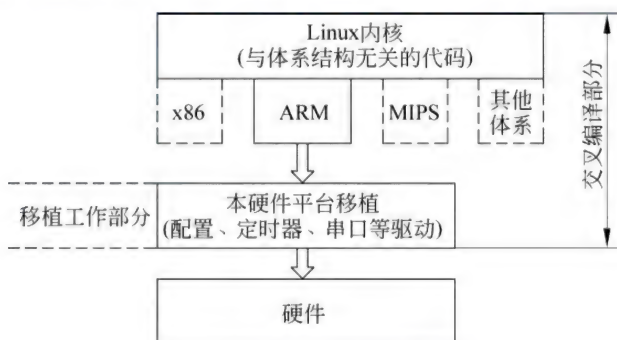 Linux内核
(与体系结构无关的代码)
x86
ARM
MIPS
其他
体系
交叉编译部分
移植工作部分
本硬件平台移植
(配置、定时器、串口等驱动)
硬件